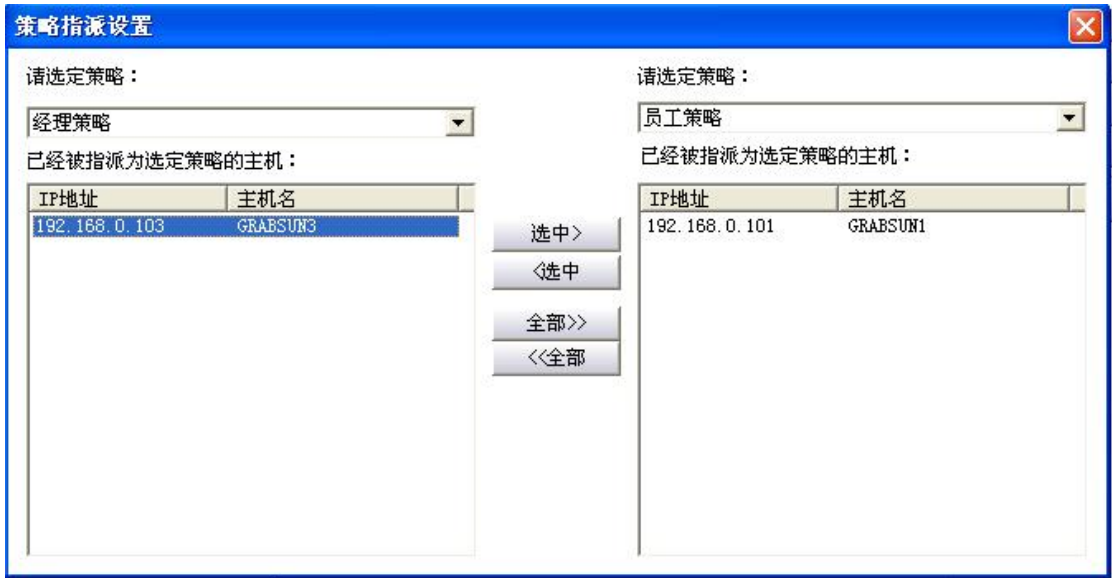 策略指派设置
请选定策略：
经理策略
已经被指派为选定策略的主机：
IP地址 主机名
192.168.0.103 GRABSUN3
选中>
<选中
全部>>
<<全部
请选定策略：
员工策略
已经被指派为选定策略的主机：
IP地址 主机名
192.168.0.101 GRABSUN1